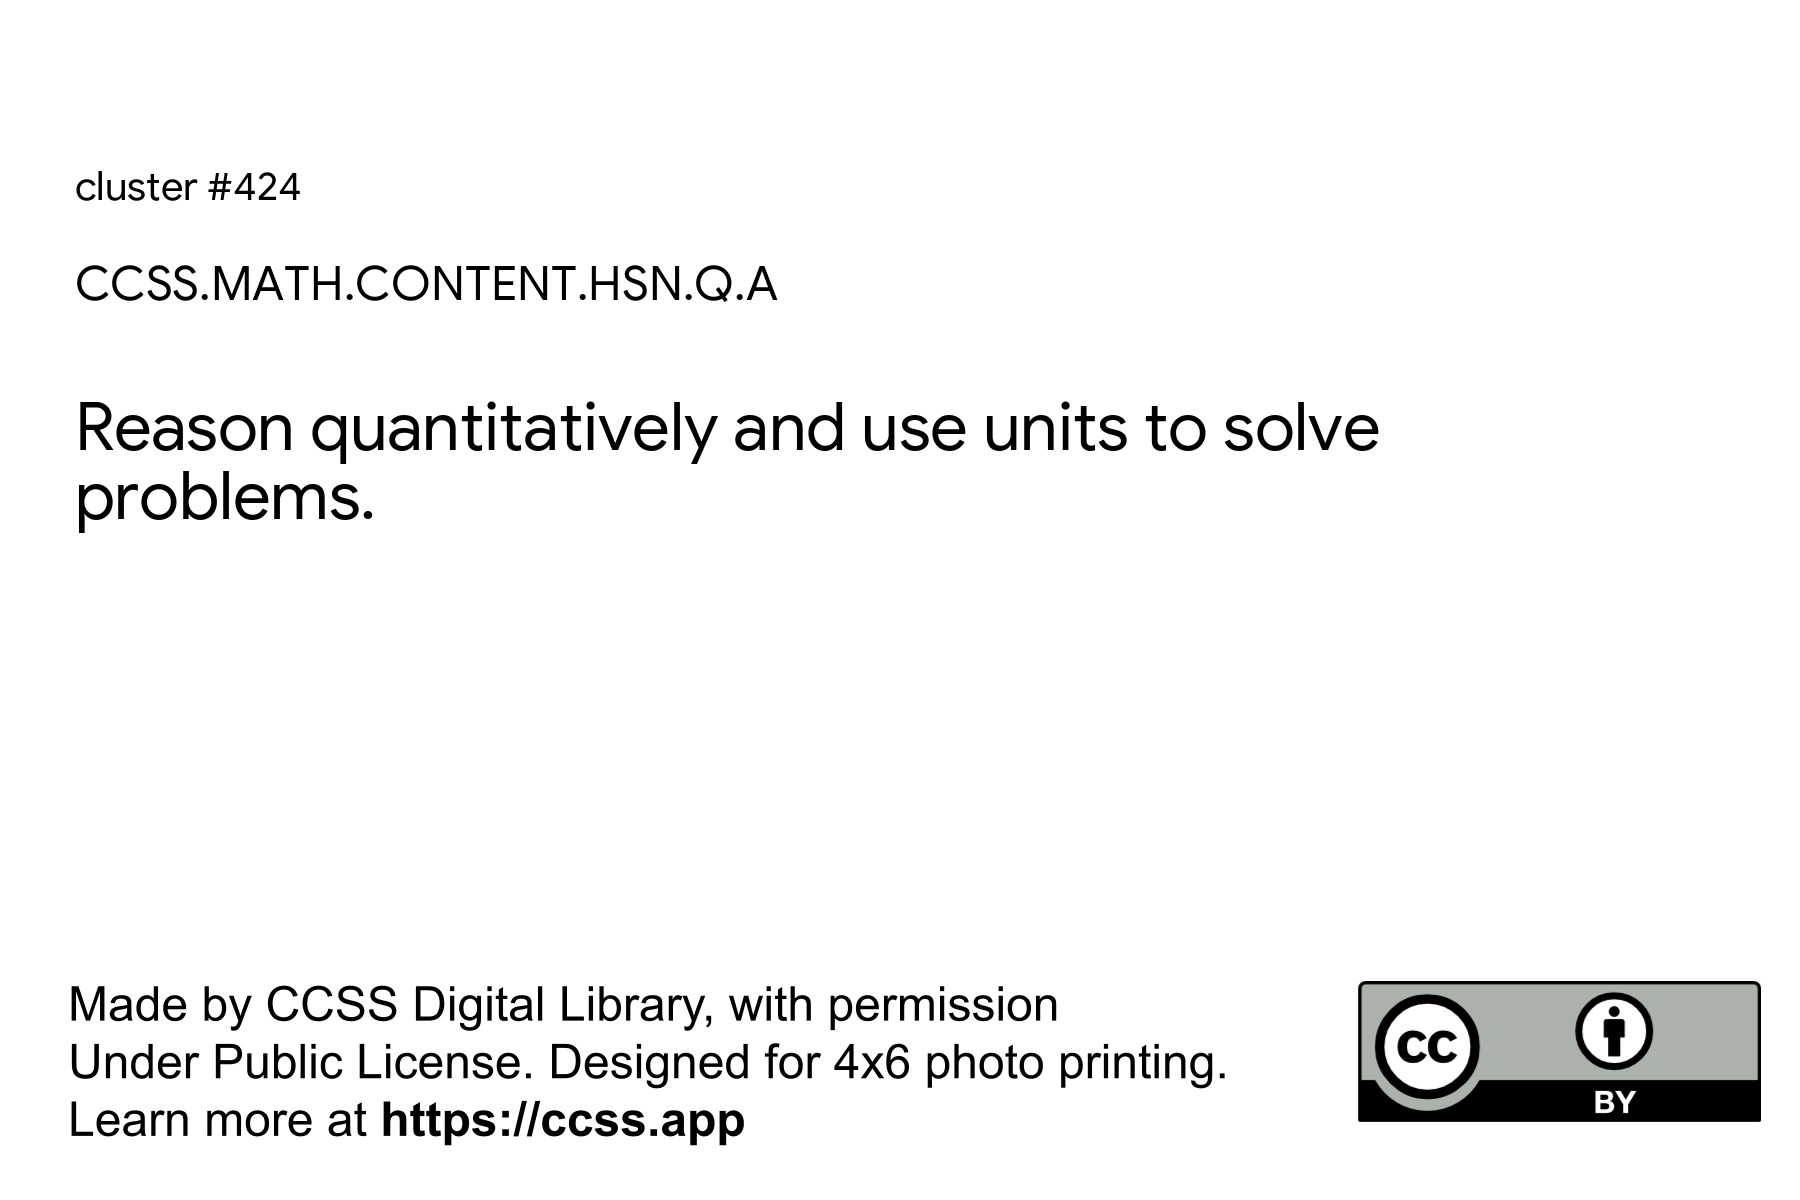 cluster #424
CCSS.MATH.CONTENT.HSN.Q.A
Reason quantitatively and use units to solve
problems.
Made by CCSS Digital Library, with permission
Under Public License. Designed for 4x6 photo printing.
Learn more at https://ccss.app
CC
BY